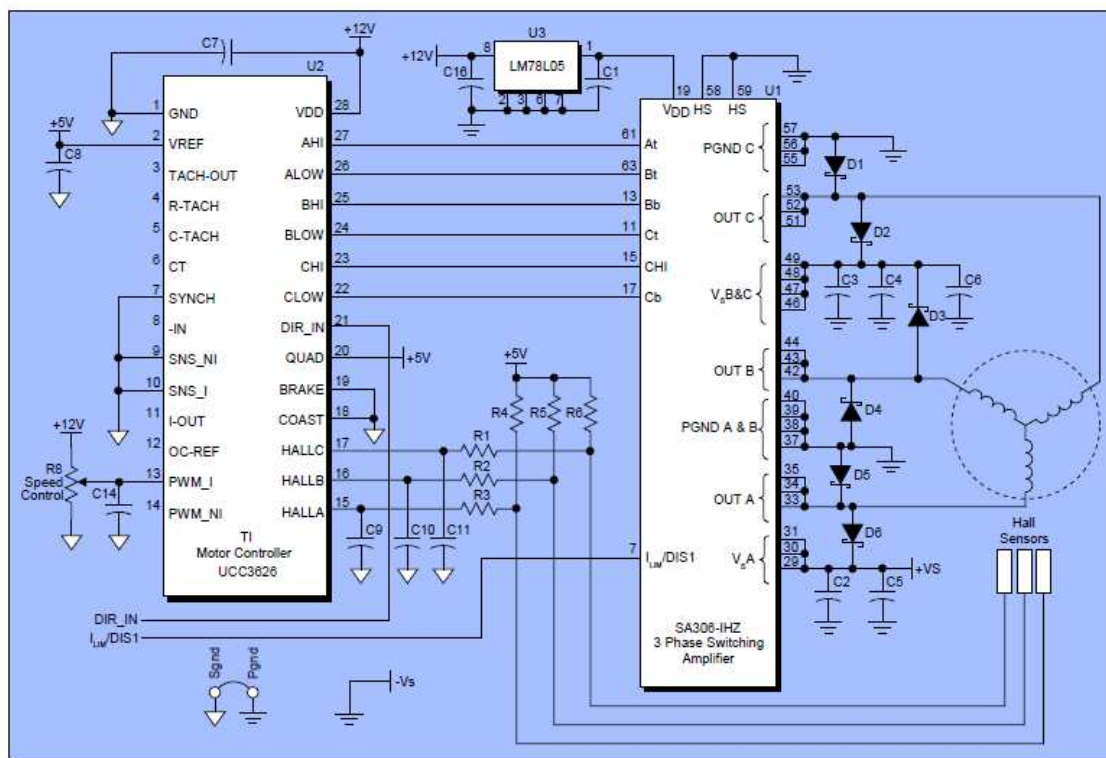 C7
+12V
U2
1 GND
2 VREF
3 TACH-OUT
4 R-TACH
5 C-TACH
6 CT
7 SYNCH
8 -IN
9 SNS_NI
10 SNS_I
11 I-OUT
12 OC-REF
13 PWM_I
14 PWM_NI
VDD 28
AHI 27
ALOW 26
BHI 25
BLOW 24
CHI 23
CLOW 22
DIR_IN 21
QUAD 20
BRAKE 19
COAST 18
HALLC 17
HALLB 16
HALLA 15
TI
Motor Controller
UCC3626
+5V
C8
+12V
R8
Speed
Control
C14
+5V
+5V
R4
R5
R6
R1
R2
R3
C9
C10
C11
DIR_IN
ILIM/DIS1
Sgnd
Pgnd
-Vs
U3
+12V
8
LM78L05
1
2 3 6 7
C16
C1
19 58 59
U1
VDD HS
HS
61 At
63 Bt
13 Bb
11 Ct
15 CHI
17 Cb
7 ILIM/DIS1
PGND C
57
56
55
OUT C
53
52
51
VsB&C
49
48
47
46
OUT B
44
43
42
PGND A & B
40
39
38
37
OUT A
35
34
33
VsA
31
30
29
SA306-IHZ
3 Phase Switching
Amplifier
D1
D2
C3
C4
C6
D3
D4
D5
D6
C2
C5
+VS
Hall
Sensors